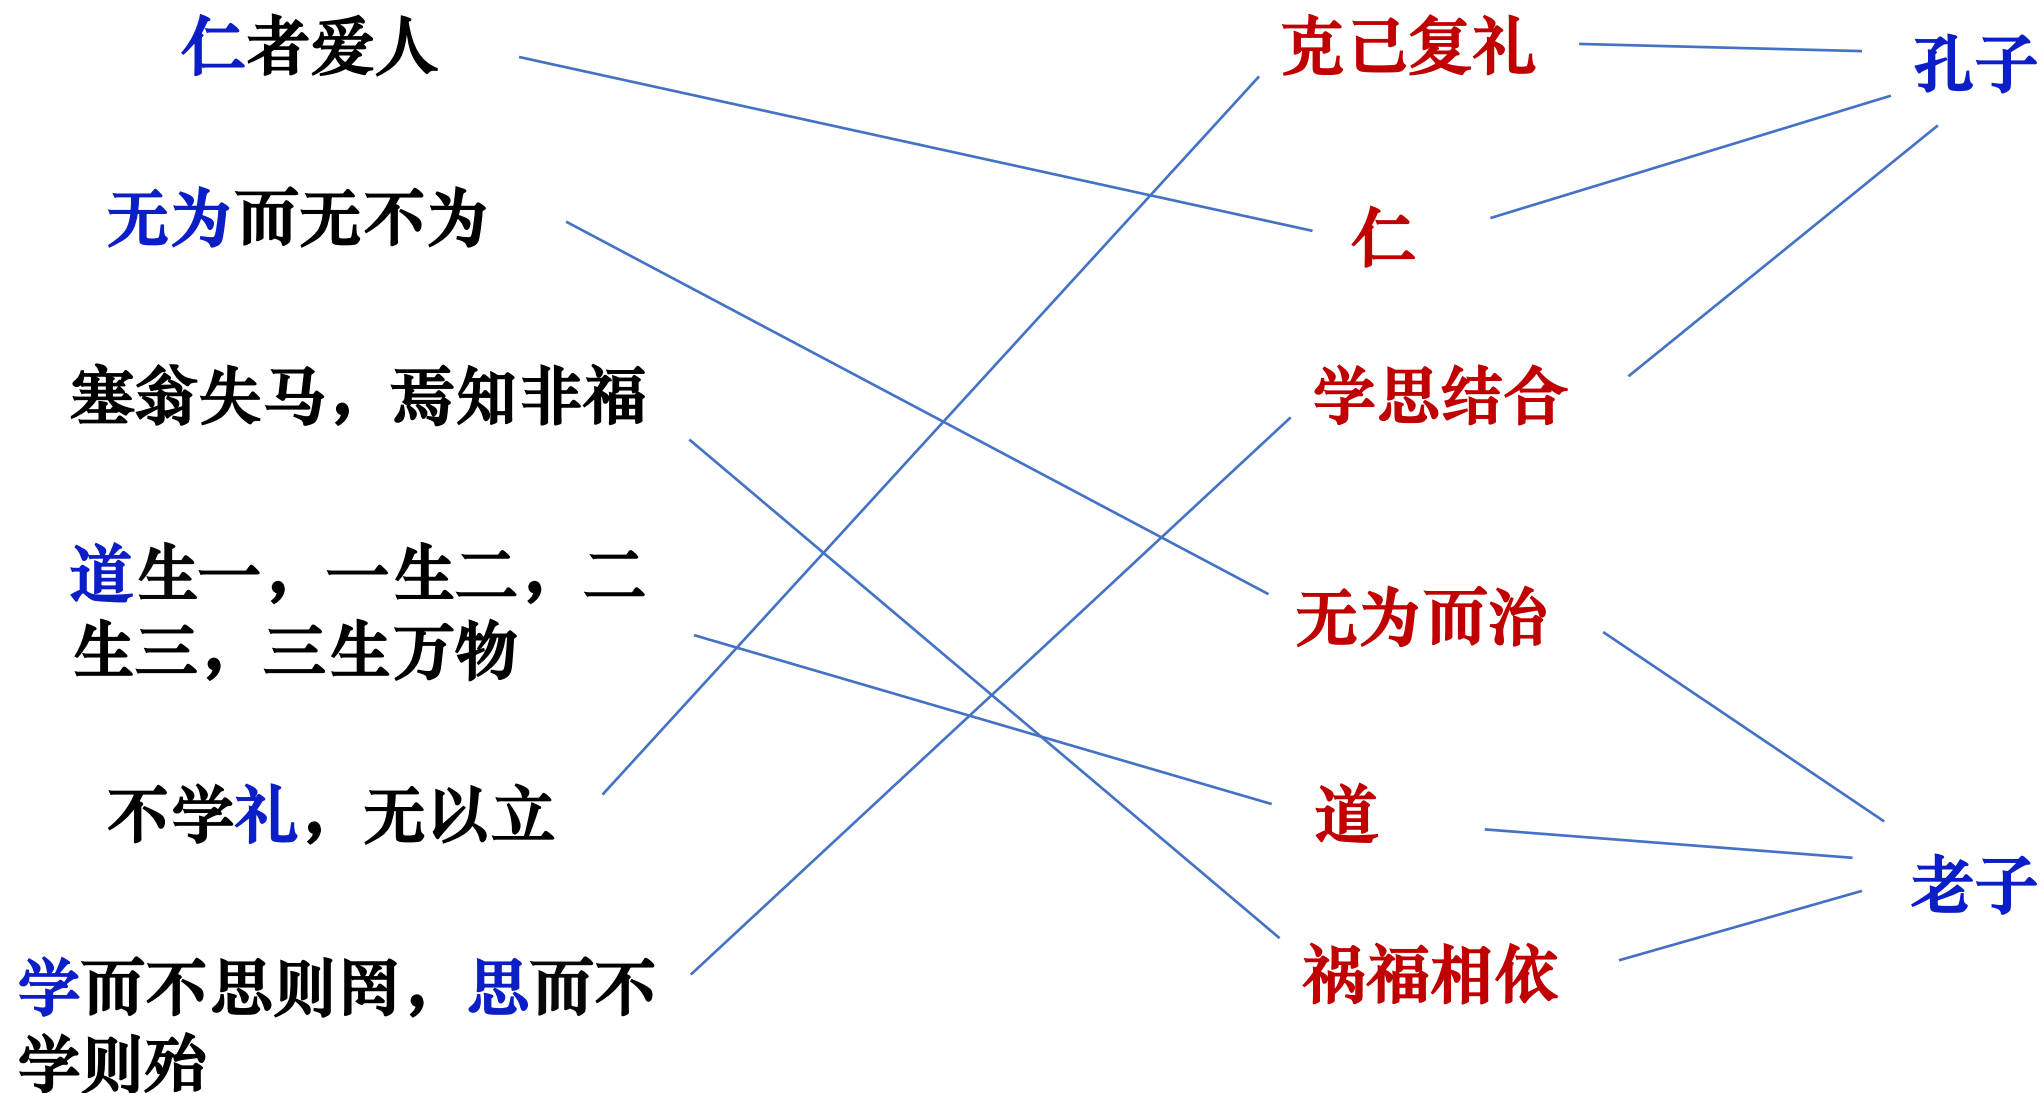 仁者爱人
无为而无不为
塞翁失马，焉知非福
道生一，一生二，二
生三，三生万物
不学礼，无以立
学而不思则罔，思而不
学则殆
克己复礼
仁
学思结合
无为而治
道
祸福相依
孔子
老子